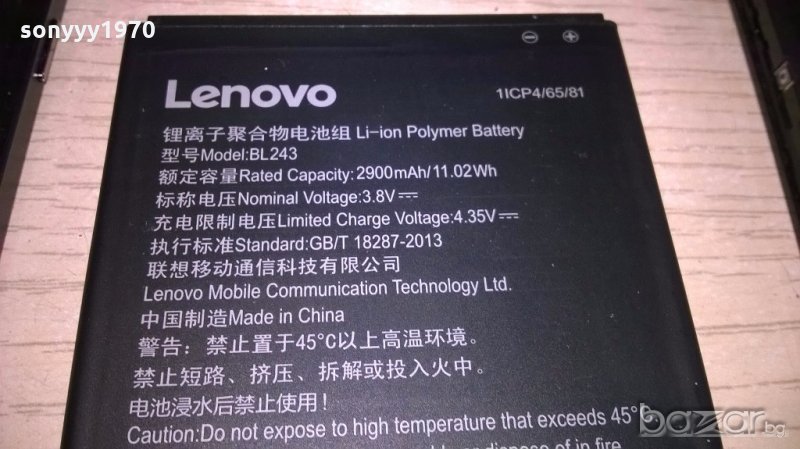 sonyyy1970
Lenovo
1ICP4/65/81
锂离子聚合物电池组 Li-ion Polymer Battery
型号Model:BL243
额定容量Rated Capacity:2900mAh/11.02Wh
标称电压Nominal Voltage:3.8V
充电限制电压Limited Charge Voltage:4.35V
执行标准Standard:GB/T 18287-2013
联想移动通信科技有限公司
Lenovo Mobile Communication Technology Ltd.
中国制造Made in China
警告：禁止置于45°C以上高温环境。
禁止短路、挤压、拆解或投入火中。
电池浸水后禁止使用！
Caution:Do not expose to high temperature that exceeds 45°C
dispose of in fire
bazar.bg